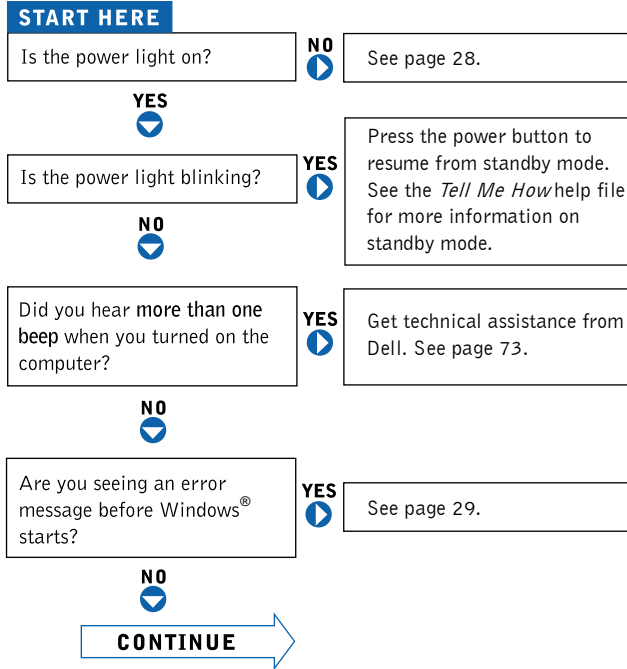 START HERE
Is the power light on?
NO
See page 28.
YES
Is the power light blinking?
YES
Press the power button to
resume from standby mode.
See the Tell Me How help file
for more information on
standby mode.
NO
Did you hear more than one
beep when you turned on the
computer?
YES
Get technical assistance from
Dell. See page 73.
NO
Are you seeing an error
message before Windows®
starts?
YES
See page 29.
NO
CONTINUE